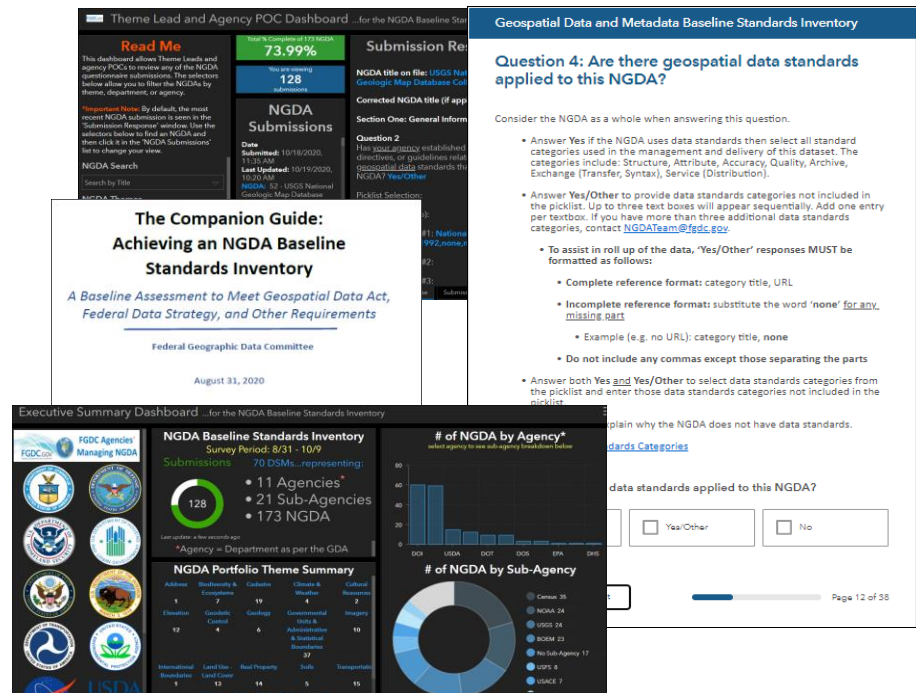 Theme Lead and Agency POC Dashboard ...for the NGDA Baseline Stan
Read Me
This dashboard allows Theme Leads and
agency POCs to review any of the NGDA
questionnaire submissions. The selectors
below allow you to filter the NGDAs by
theme, department, or agency.
*Important Note: By default, the most
recent NGDA submission is seen in the
'Submission Response' window. Use the
selectors below to find an NGDA and
then click it in the 'NGDA Submissions'
list to change your view.
NGDA Search
Search by Title
NGDA Themes
Total % Complete of 173 NGDA
73.99%
You are viewing
128
submissions
NGDA
Submissions
Date
Submitted: 10/18/2020,
11:35 AM
Last Updated: 10/19/2020,
10:20 AM
NGDA: 52 - USGS National
Geologic Map Database
Submission Res
NGDA title on file: USGS Nat
Geologic Map Database Coll
Corrected NGDA title (if app
Section One: General Inform
Question 2
Has your agency established
directives, or guidelines relat
geospatial data standards tha
NGDA? Yes/Other
Picklist Selection:
#1: Nationa
1992,none,n
#2:
#3:
Geospatial Data and Metadata Baseline Standards Inventory
Question 4: Are there geospatial data standards
applied to this NGDA?
Consider the NGDA as a whole when answering this question.
• Answer Yes if the NGDA uses data standards then select all standard
categories used in the management and delivery of this dataset. The
categories include: Structure, Attribute, Accuracy, Quality, Archive,
Exchange (Transfer, Syntax), Service (Distribution).
• Answer Yes/Other to provide data standards categories not included in
the picklist. Up to three text boxes will appear sequentially. Add one entry
per textbox. If you have more than three additional data standards
categories, contact NGDATeam@fgdc.gov.
• To assist in roll up of the data, 'Yes/Other' responses MUST be
formatted as follows:
• Complete reference format: category title, URL
• Incomplete reference format: substitute the word 'none' for any
missing part
• Example (e.g. no URL): category title, none
• Do not include any commas except those separating the parts
• Answer both Yes and Yes/Other to select data standards categories from
the picklist and enter those data standards categories not included in the
picklist.
xplain why the NGDA does not have data standards.
dards Categories
data standards applied to this NGDA?
Yes/Other
No
Page 12 of 38
The Companion Guide:
Achieving an NGDA Baseline
Standards Inventory
A Baseline Assessment to Meet Geospatial Data Act,
Federal Data Strategy, and Other Requirements
Federal Geographic Data Committee
August 31, 2020
Executive Summary Dashboard ...for the NGDA Baseline Standards Inventory
FGDC.gov
FGDC Agencies'
Managing NGDA
USDA
NGDA Baseline Standards Inventory
Survey Period: 8/31 - 10/9
Submissions 70 DSMs...representing:
128
• 11 Agencies*
• 21 Sub-Agencies
• 173 NGDA
Last update: a few seconds ago
*Agency = Department as per the GDA
NGDA Portfolio Theme Summary
Address
1
Biodiversity &
Ecosystems
7
Cadastre
19
Climate &
Weather
4
Cultural
Resources
2
Elevation
12
Geodetic
Control
4
Geology
6
Governmental
Units &
Administrative
& Statistical
Boundaries
37
Imagery
10
International
Boundaries
1
Land Use -
Land Cover
13
Real Property
14
Soils
5
Transportatio
15
# of NGDA by Agency*
select agency to see sub-agency breakdown below
80
60
40
20
0
DOI USDA DOT DOS EPA DHS
# of NGDA by Sub-Agency
Census 35
NOAA 24
USGS 24
BOEM 23
No Sub-Agency 17
USFS 8
USACE 7